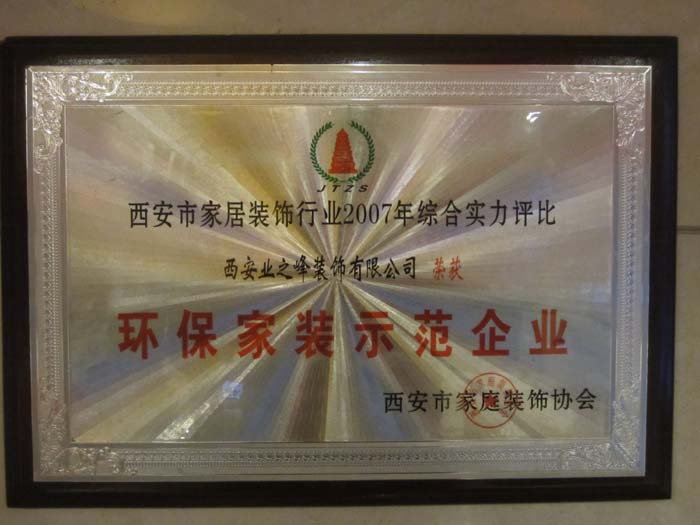 JTZS
西安市家居装饰行业2007年综合实力评比
西安业之峰装饰有限公司 荣获
环保家装示范企业
西安市家庭装饰协会